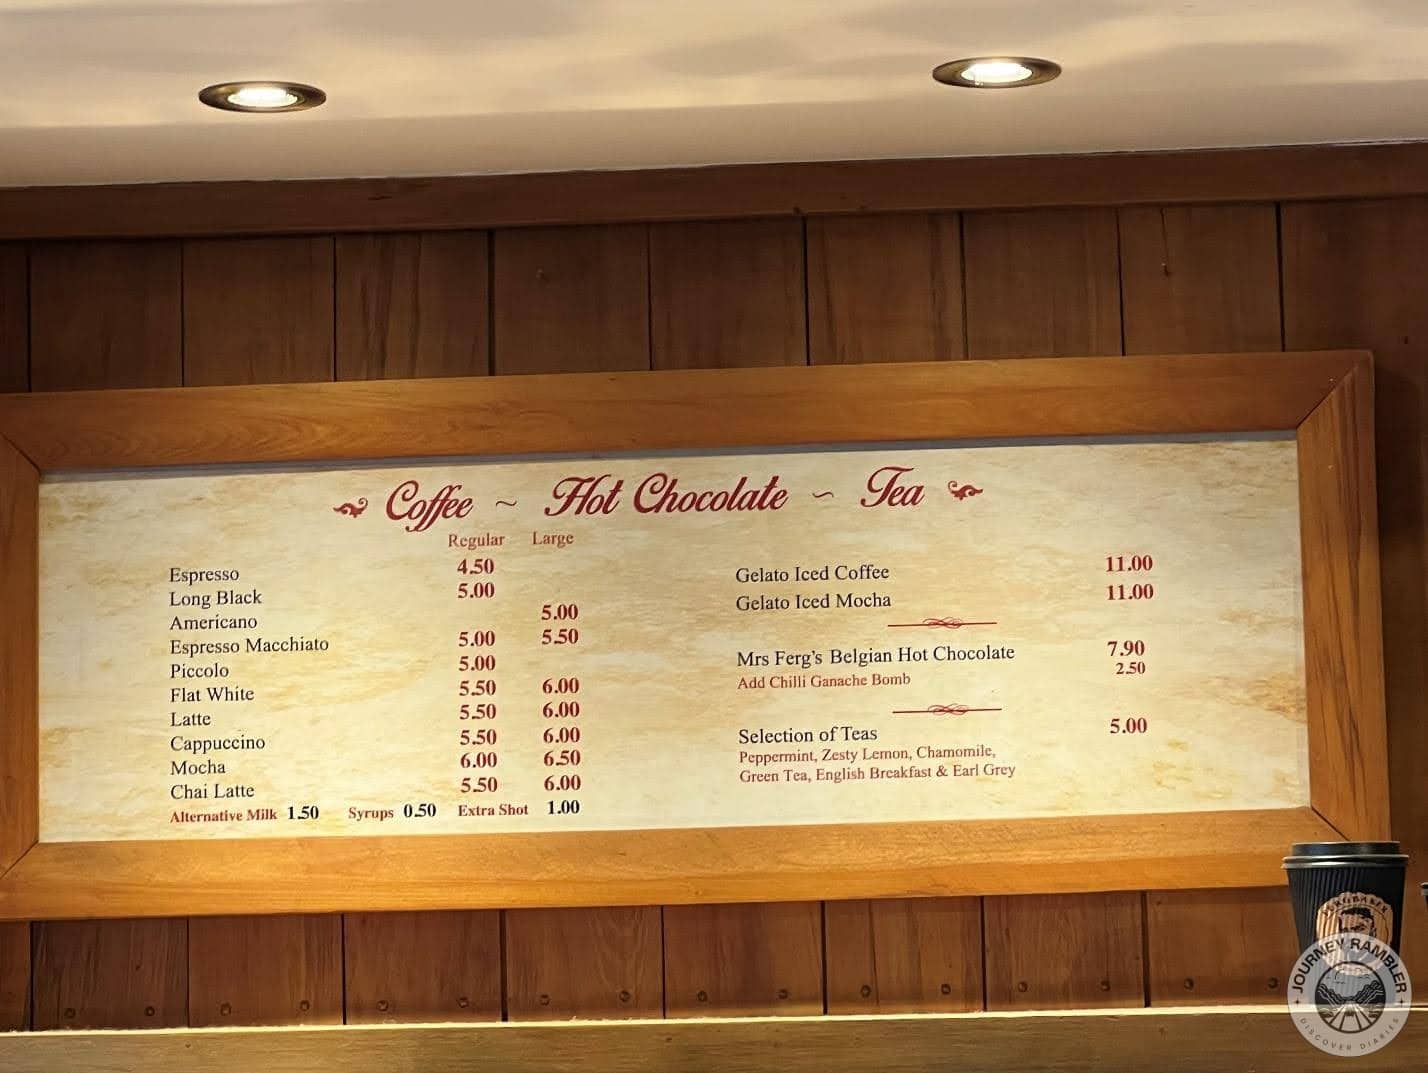 Coffee ~ Hot Chocolate ~ Tea
Regular Large
Espresso 4.50
Long Black 5.00
Americano 5.00
Espresso Macchiato 5.00 5.50
Piccolo 5.00
Flat White 5.50 6.00
Latte 5.50 6.00
Cappuccino 5.50 6.00
Mocha 6.00 6.50
Chai Latte 5.50 6.00
Alternative Milk 1.50 Syrups 0.50 Extra Shot 1.00
Gelato Iced Coffee 11.00
Gelato Iced Mocha 11.00
Mrs Ferg's Belgian Hot Chocolate 7.90
Add Chilli Ganache Bomb 2.50
Selection of Teas 5.00
Peppermint, Zesty Lemon, Chamomile,
Green Tea, English Breakfast & Earl Grey
JOURNEY RAMBLER
DISCOVER DIARIES